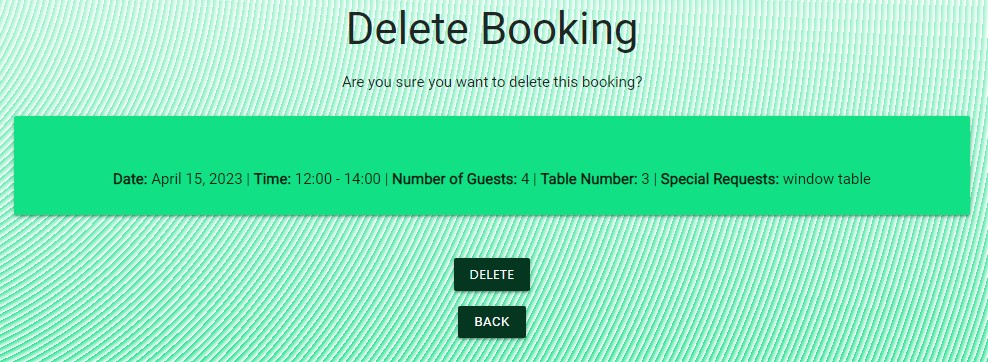 Delete Booking
Are you sure you want to delete this booking?
Date: April 15, 2023 | Time: 12:00 - 14:00 | Number of Guests: 4 | Table Number: 3 | Special Requests: window table
DELETE
BACK